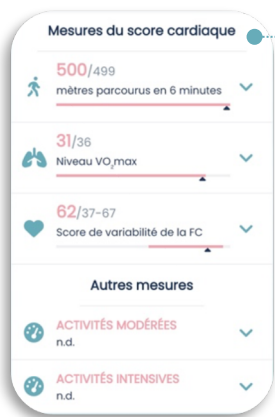 Mesures du score cardiaque
500/499
mètres parcourus en 6 minutes
31/36
Niveau VO₂max
62/37-67
Score de variabilité de la FC
Autres mesures
ACTIVITÉS MODÉRÉES
n.d.
ACTIVITÉS INTENSIVES
n.d.